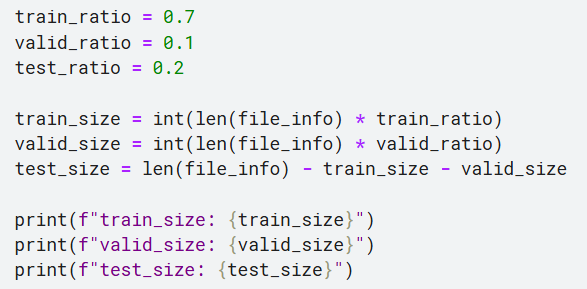 train_ratio = 0.7
valid_ratio = 0.1
test_ratio = 0.2
train_size = int(len(file_info) * train_ratio)
valid_size = int(len(file_info) * valid_ratio)
test_size = len(file_info) - train_size - valid_size
print(f"train_size: {train_size}")
print(f"valid_size: {valid_size}")
print(f"test_size: {test_size}")